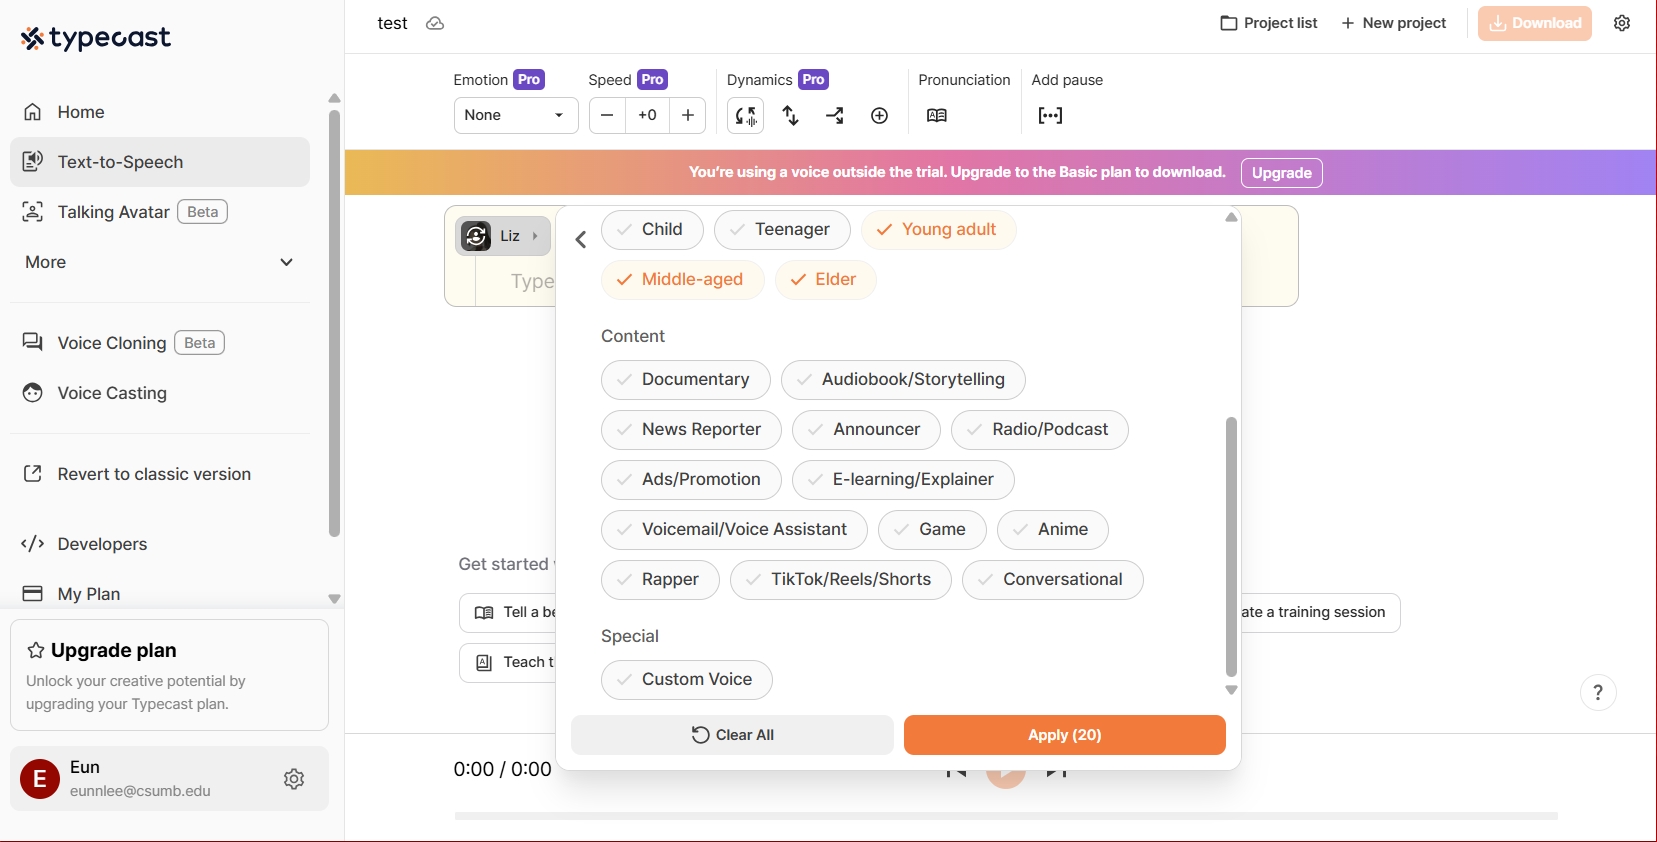 typecast
Home
Text-to-Speech
Talking Avatar Beta
More
Voice Cloning Beta
Voice Casting
Revert to classic version
Developers
My Plan
Upgrade plan
Unlock your creative potential by
upgrading your Typecast plan.
E
Eun
eunnlee@csumb.edu
test
Project list
New project
Download
Emotion Pro
Speed Pro
Dynamics Pro
Pronunciation
Add pause
None
+0
You're using a voice outside the trial. Upgrade to the Basic plan to download. Upgrade
Liz
Type
Child Teenager Young adult
Middle-aged Elder
Content
Documentary Audiobook/Storytelling
News Reporter Announcer Radio/Podcast
Ads/Promotion E-learning/Explainer
Voicemail/Voice Assistant Game Anime
Rapper TikTok/Reels/Shorts Conversational
Special
Custom Voice
Clear All
Apply (20)
Get started
Tell a be
ate a training session
Teach t
?
0:00 / 0:00